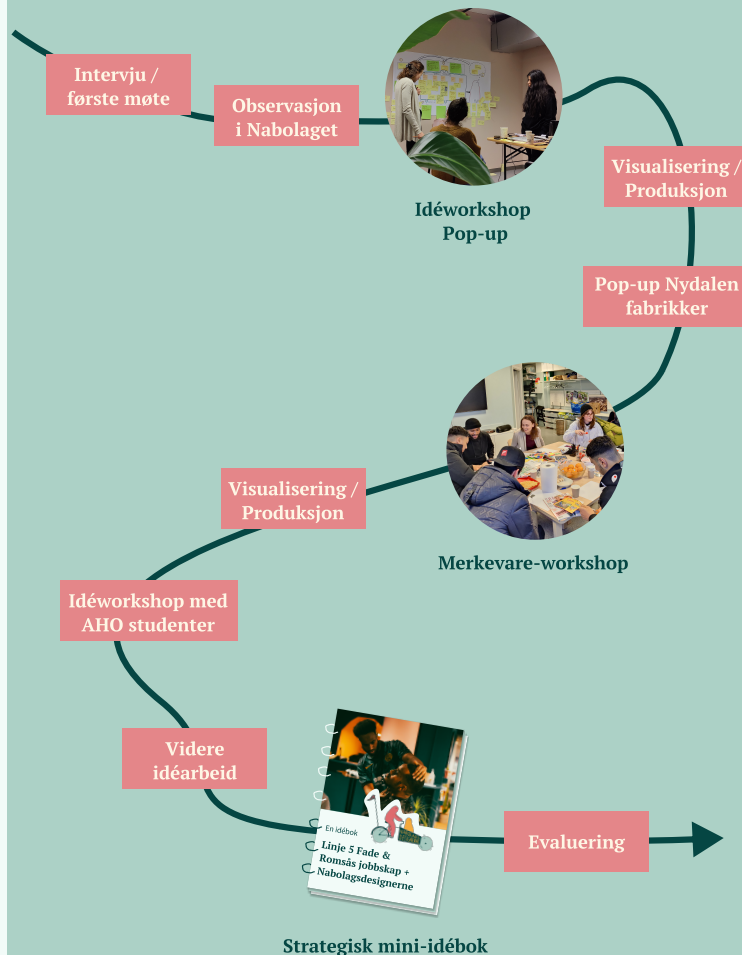 Intervju /
første møte
Observasjon
i Nabolaget
Idéworkshop
Pop-up
Visualisering /
Produksjon
Pop-up Nydalen
fabrikker
Merkevare-workshop
Visualisering /
Produksjon
Idéworkshop med
AHO studenter
Videre
idéarbeid
En idébok
Linje 5 Fade &
Romsås jobbskap +
Nabolagsdesignerne
Evaluering
Strategisk mini-idébok